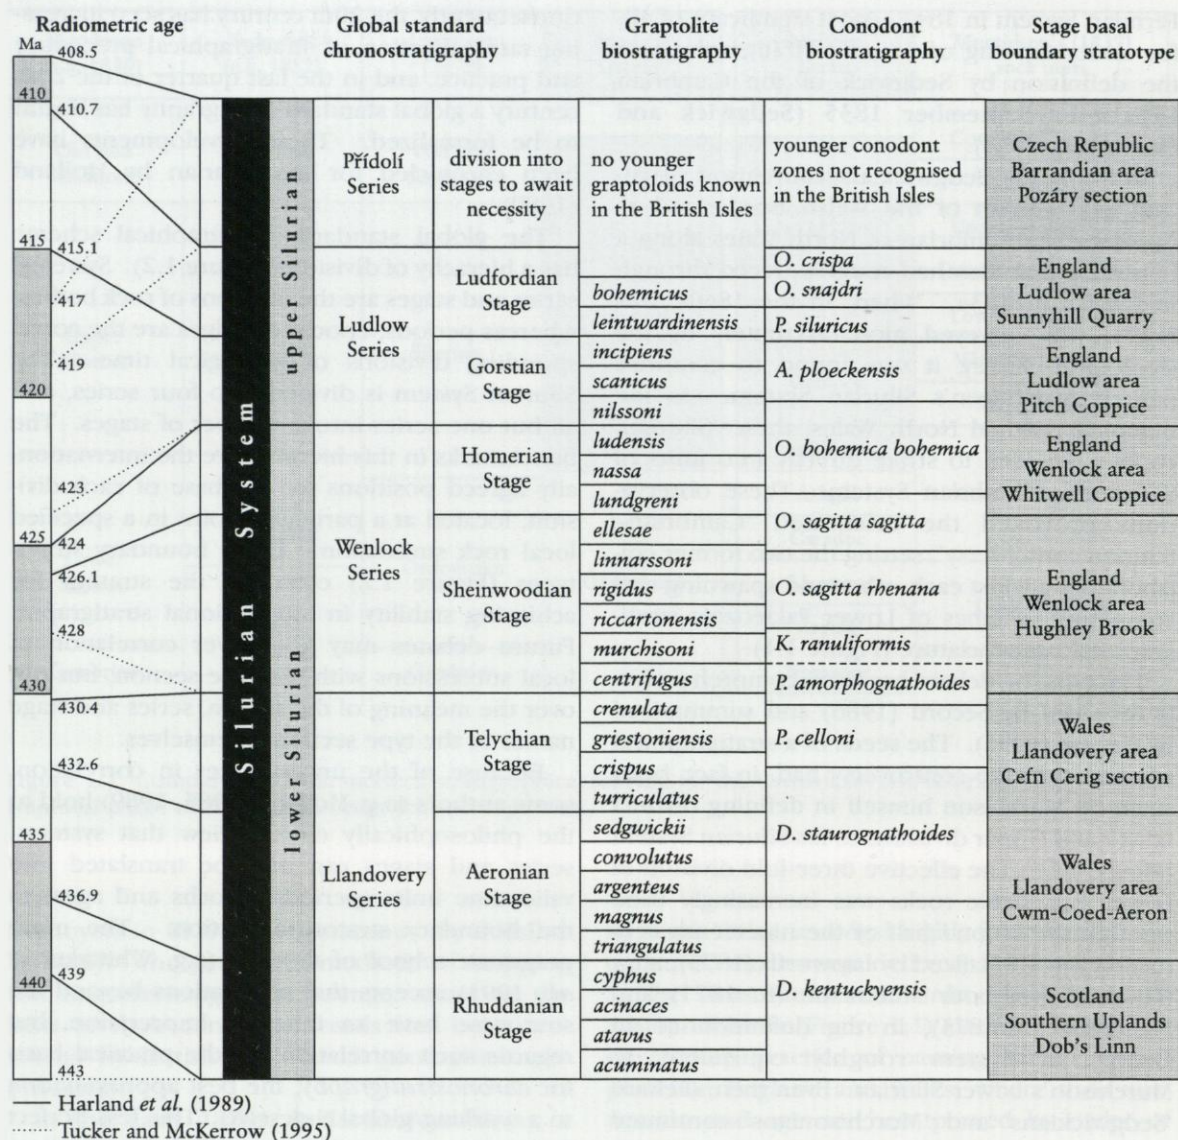 Radiometric age
Global chronostratigraphy
Graptolite biostratigraphy
Conodont biostratigraphy
Stage basal boundary stratotype
Ma
408.5
410
410.7
415
415.1
417
419
420
423
425
424
426.1
428
430
430.4
432.6
435
436.9
439
440
443
Silurian System
upper Silurian
lower Silurian
Přídolí
Series
division into
stages to await
necessity
no younger
graptoloids known
in the British Isles
younger conodont
zones not recognised
in the British Isles
Czech Republic
Barrandian area
Pozáry section
Ludlow
Series
Ludfordian
Stage
bohemicus
leintwardinensis
O. crispa
O. snajdri
P. siluricus
England
Ludlow area
Sunnyhill Quarry
Gorstian
Stage
incipiens
scanicus
nilssoni
A. ploeckensis
England
Ludlow area
Pitch Coppice
Wenlock
Series
Homerian
Stage
ludensis
nassa
lundgreni
O. bohemica bohemica
England
Wenlock area
Whitwell Coppice
Sheinwoodian
Stage
ellesae
linnarssoni
rigidus
riccartonensis
murchisoni
centrifugus
O. sagitta sagitta
O. sagitta rhenana
K. ranuliformis
P. amorphognathoides
England
Wenlock area
Hughley Brook
Llandovery
Series
Telychian
Stage
crenulata
griestoniensis
crispus
turriculatus
P. celloni
Wales
Llandovery area
Cefn Cerig section
Aeronian
Stage
sedgwickii
convolutus
argenteus
magnus
triangulatus
D. staurognathoides
Wales
Llandovery area
Cwm-Coed-Aeron
Rhuddanian
Stage
cyphus
acinaces
atavus
acuminatus
D. kentuckyensis
Scotland
Southern Uplands
Dob's Linn
Harland et al. (1989)
Tucker and McKerrow (1995)